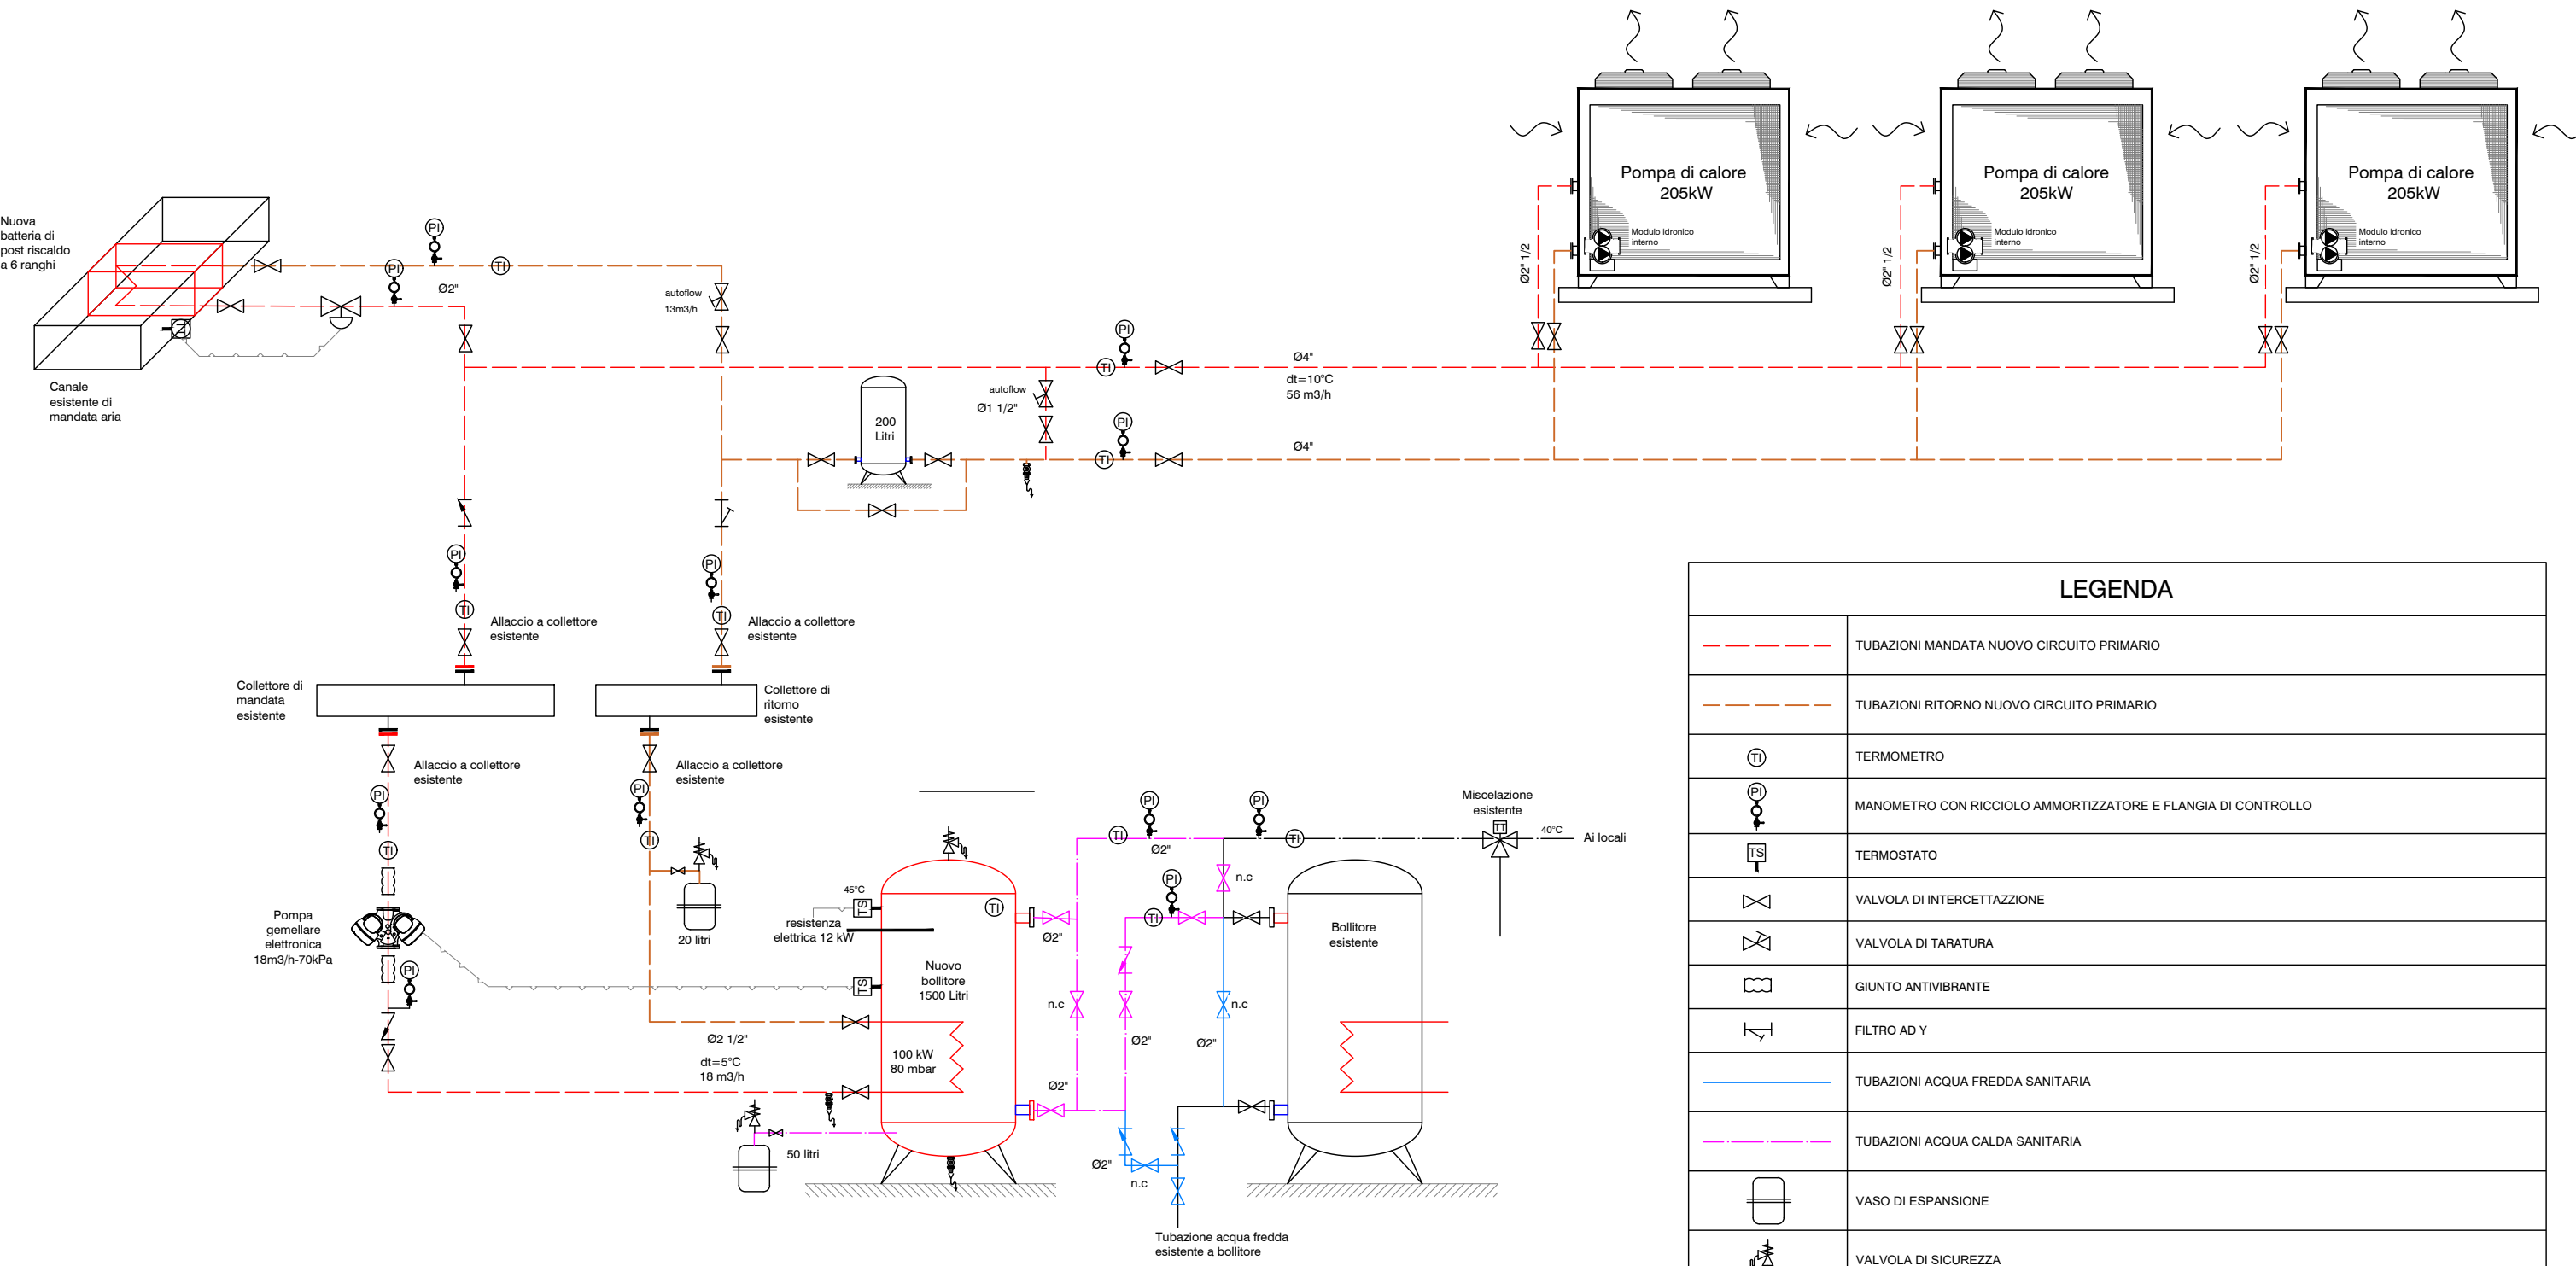 Pompa di calore
205kW
Modulo idronico
interno
Ø2" 1/2
Pompa di calore
205kW
Modulo idronico
interno
Ø2" 1/2
Pompa di calore
205kW
Modulo idronico
interno
Ø2" 1/2
Nuova
batteria di
post riscaldo
a 6 ranghi
PI
PI
TI
Ø2"
autoflow
13m3/h
M
Canale
esistente di
mandata aria
PI
TI
Ø4"
dt=10°C
56 m3/h
autoflow
Ø1 1/2"
200
Litri
PI
TI
Ø4"
PI
TI
Allaccio a collettore
esistente
PI
TI
Allaccio a collettore
esistente
Collettore di
mandata
esistente
Collettore di
ritorno
esistente
Allaccio a collettore
esistente
Allaccio a collettore
esistente
PI
TI
PI
TI
Pompa
gemellare
elettronica
18m3/h-70kPa
PI
20 litri
45°C
TS
resistenza
elettrica 12 kW
TI
Nuovo
bollitore
1500 Litri
TS
Ø2 1/2"
dt=5°C
18 m3/h
100 kW
80 mbar
50 litri
PI
TI
Ø2"
PI
TI
Miscelazione
esistente
TT
40°C
Ai locali
n.c
PI
TI
Ø2"
Bollitore
esistente
n.c
n.c
Ø2"
Ø2"
Ø2"
Ø2"
n.c
Tubazione acqua fredda
esistente a bollitore
LEGENDA
TUBAZIONI MANDATA NUOVO CIRCUITO PRIMARIO
TUBAZIONI RITORNO NUOVO CIRCUITO PRIMARIO
TI TERMOMETRO
PI MANOMETRO CON RICCIOLO AMMORTIZZATORE E FLANGIA DI CONTROLLO
TS TERMOSTATO
VALVOLA DI INTERCETTAZZIONE
VALVOLA DI TARATURA
GIUNTO ANTIVIBRANTE
FILTRO AD Y
TUBAZIONI ACQUA FREDDA SANITARIA
TUBAZIONI ACQUA CALDA SANITARIA
VASO DI ESPANSIONE
VALVOLA DI SICUREZZA